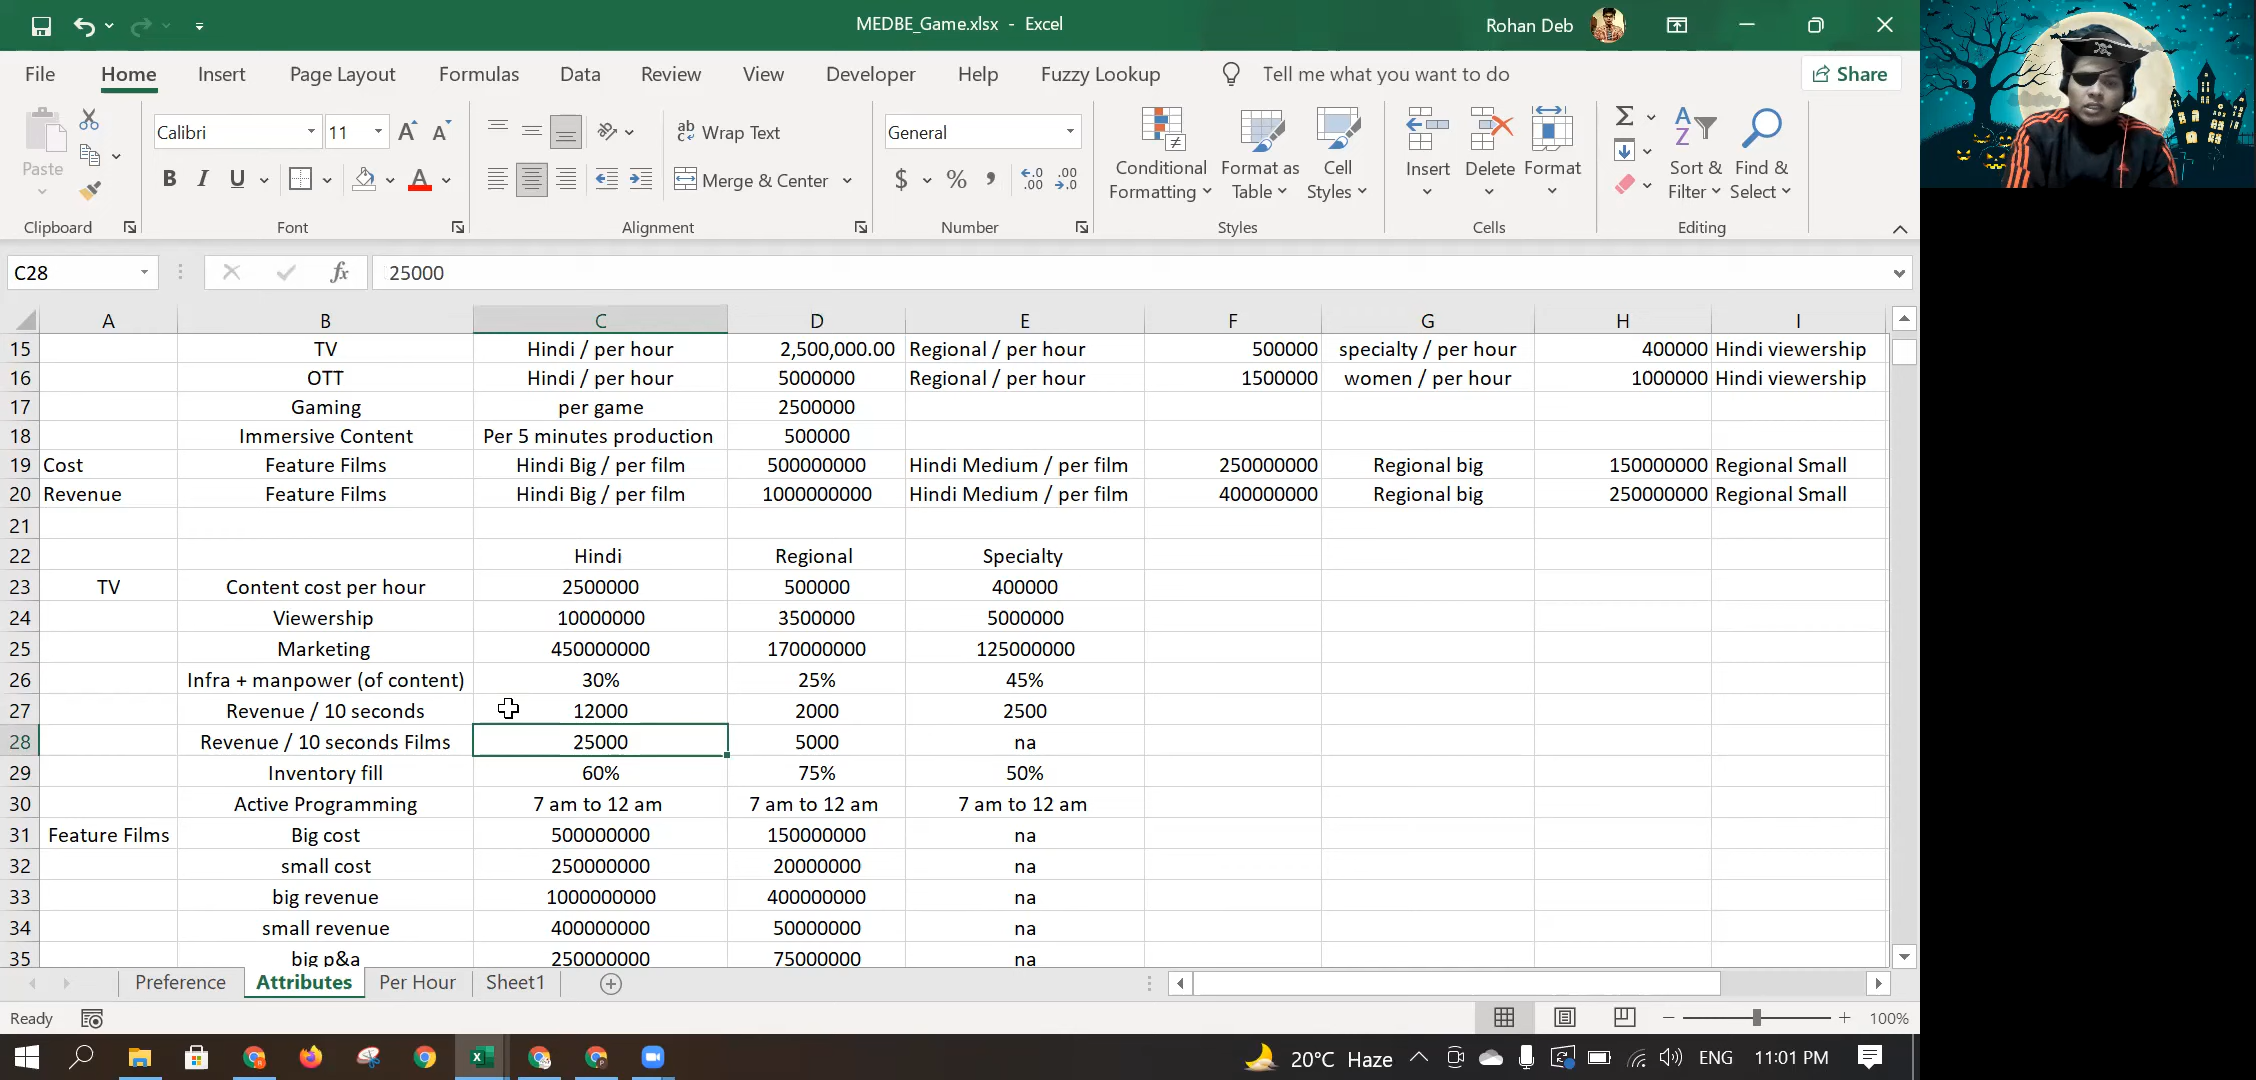 MEDBE_Game.xlsx - Excel
Rohan Deb
File Home Insert Page Layout Formulas Data Review View Developer Help Fuzzy Lookup Tell me what you want to do Share
Paste
Calibri 11 A A
B I U A
ab Wrap Text
Merge & Center
General
$ % , .00 .0
Conditional Formatting
Format as Table
Cell Styles
Insert Delete Format
Sort & Filter
Find & Select
Clipboard Font Alignment Number Styles Cells Editing
C28 fx 25000
A B C D E F G H I
15 TV Hindi / per hour 2,500,000.00 Regional / per hour 500000 specialty / per hour 400000 Hindi viewership
16 OTT Hindi / per hour 5000000 Regional / per hour 1500000 women / per hour 1000000 Hindi viewership
17 Gaming per game 2500000
18 Immersive Content Per 5 minutes production 500000
19 Cost Feature Films Hindi Big / per film 500000000 Hindi Medium / per film 250000000 Regional big 150000000 Regional Small
20 Revenue Feature Films Hindi Big / per film 1000000000 Hindi Medium / per film 400000000 Regional big 250000000 Regional Small
21
22 Hindi Regional Specialty
23 TV Content cost per hour 2500000 500000 400000
24 Viewership 10000000 3500000 5000000
25 Marketing 450000000 170000000 125000000
26 Infra + manpower (of content) 30% 25% 45%
27 Revenue / 10 seconds 12000 2000 2500
28 Revenue / 10 seconds Films 25000 5000 na
29 Inventory fill 60% 75% 50%
30 Active Programming 7 am to 12 am 7 am to 12 am 7 am to 12 am
31 Feature Films Big cost 500000000 150000000 na
32 small cost 250000000 20000000 na
33 big revenue 1000000000 400000000 na
34 small revenue 400000000 50000000 na
35 big p&a 250000000 75000000 na
Preference Attributes Per Hour Sheet1
Ready 100%
20°C Haze ENG 11:01 PM